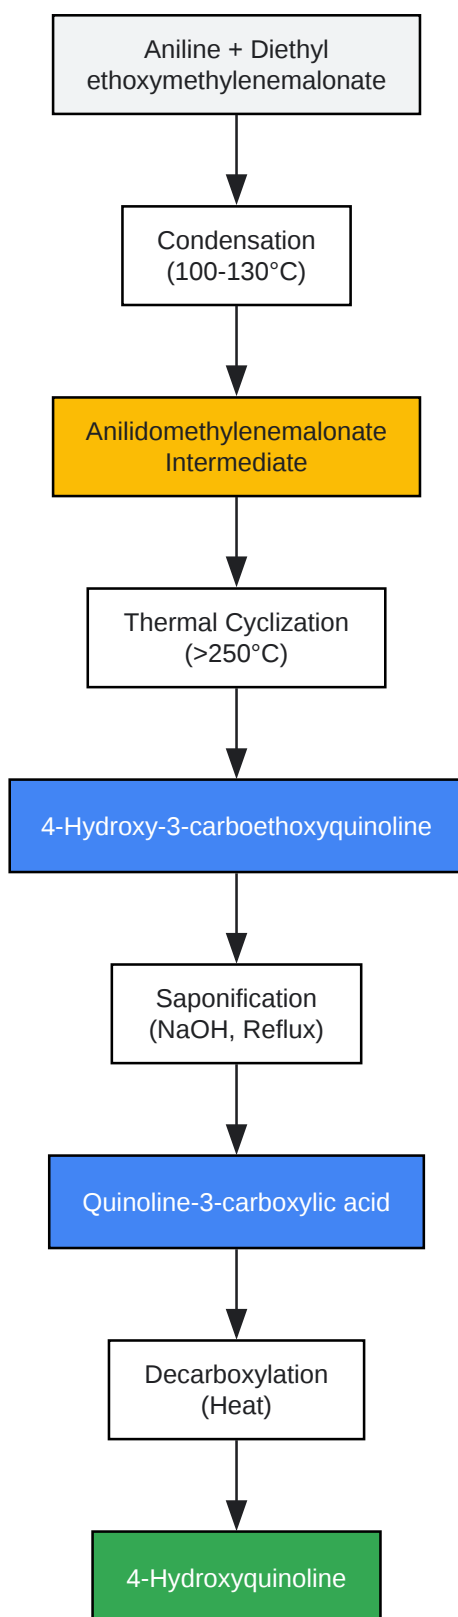 Aniline + Diethyl
ethoxymethylenemalonate
Condensation
(100-130°C)
Anilidomethylenemalonate
Intermediate
Thermal Cyclization
(>250°C)
4-Hydroxy-3-carboethoxyquinoline
Saponification
(NaOH, Reflux)
Quinoline-3-carboxylic acid
Decarboxylation
(Heat)
4-Hydroxyquinoline